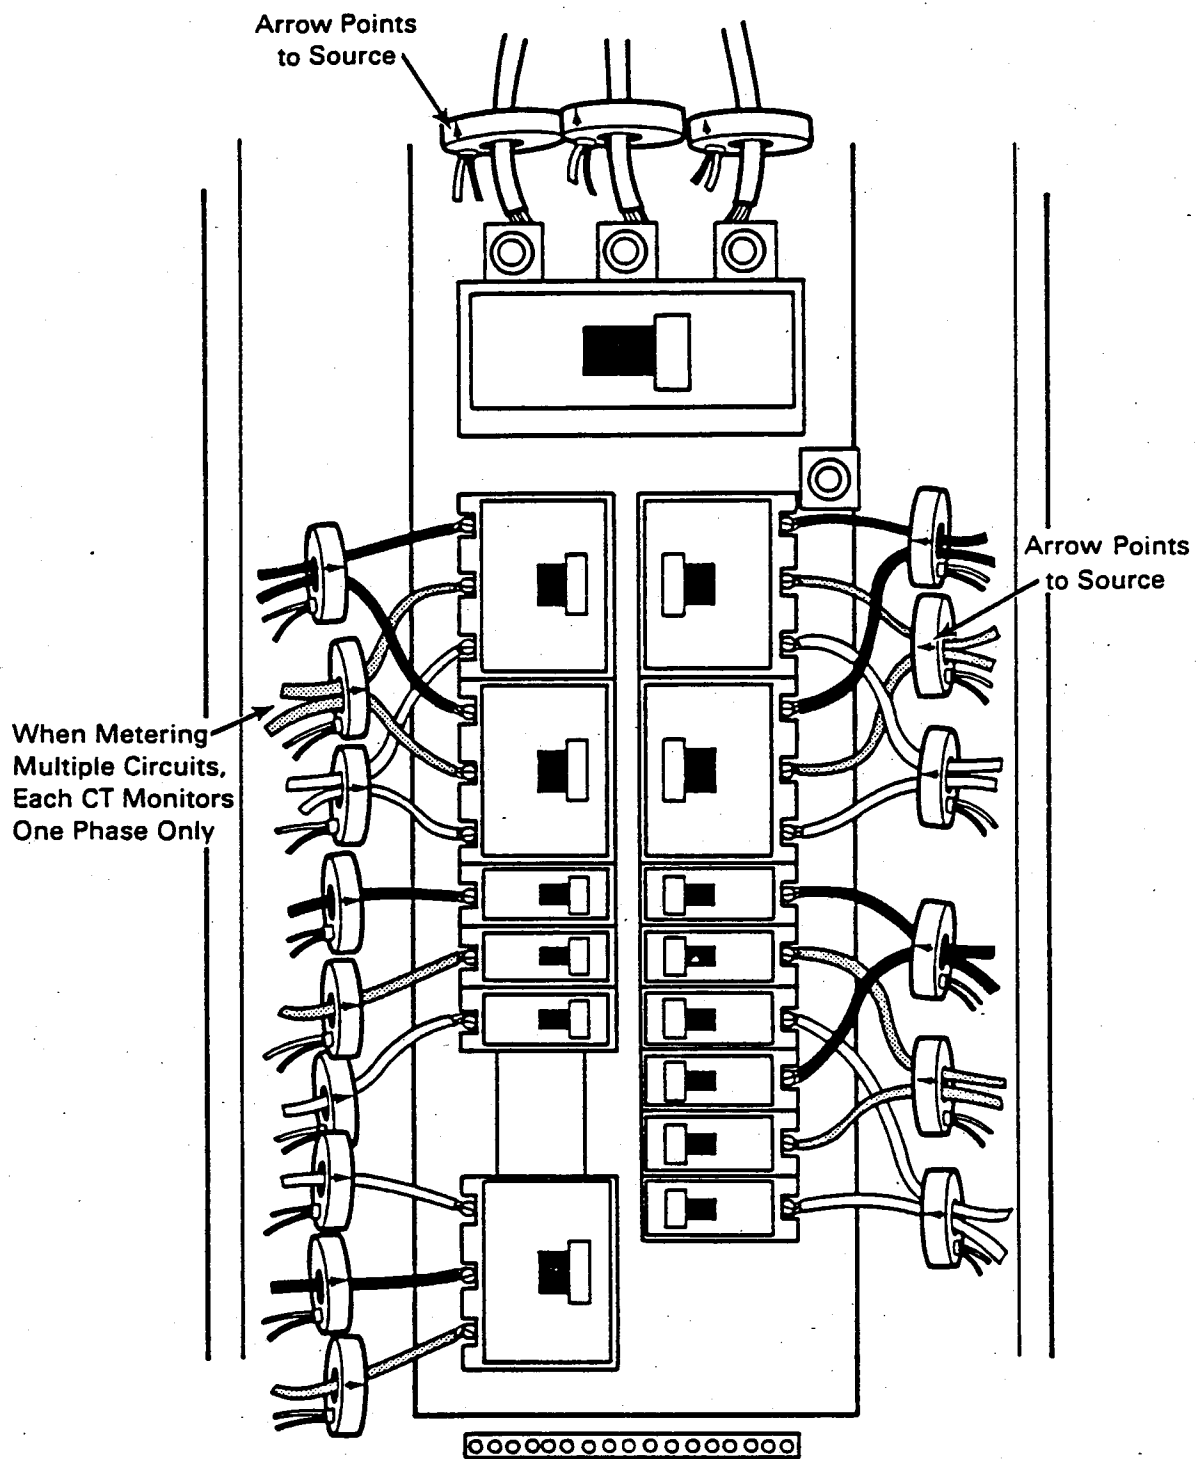 Arrow Points
to Source
Arrow Points
to Source
When Metering
Multiple Circuits,
Each CT Monitors
One Phase Only